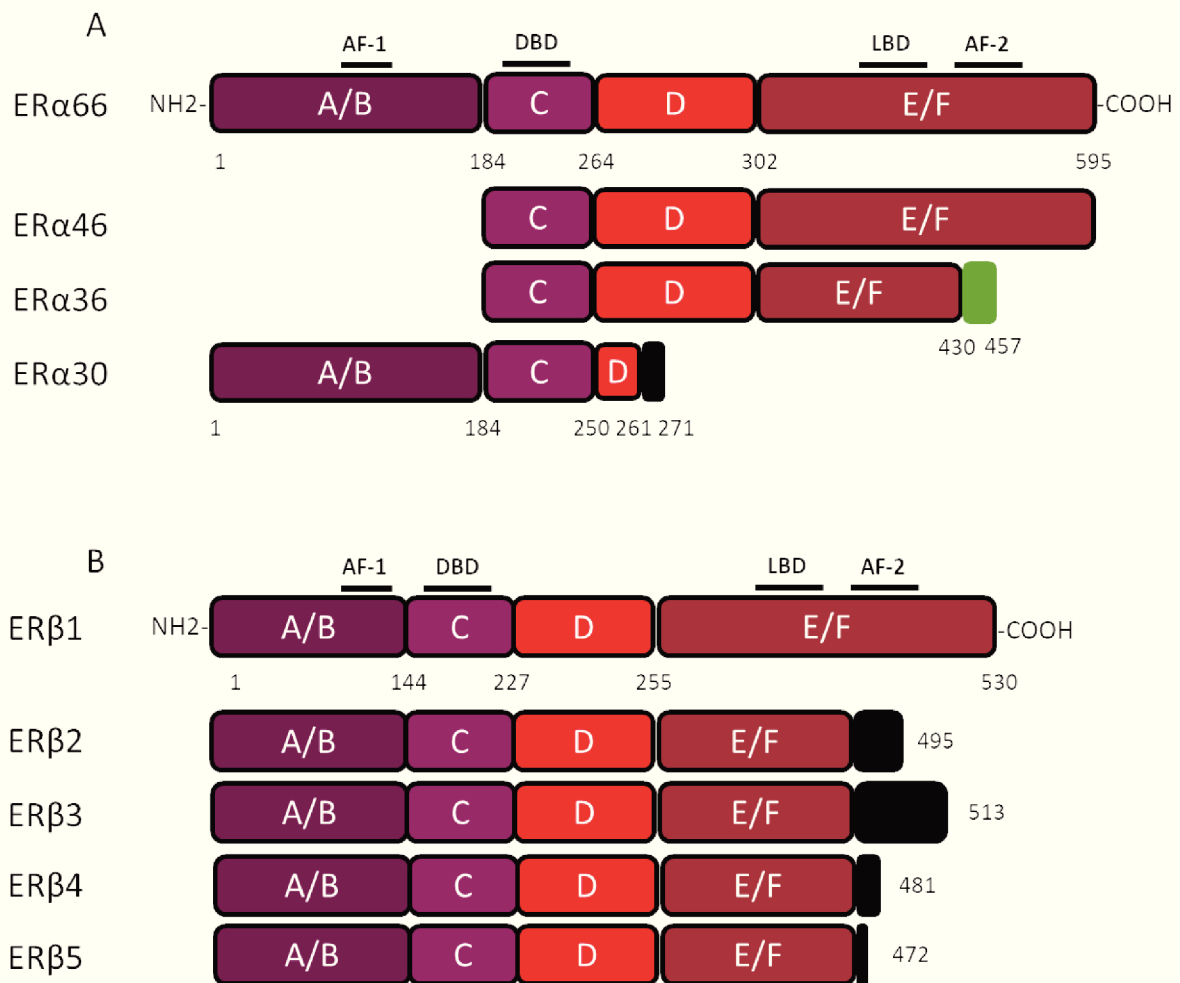 A
AF-1 DBD LBD AF-2
ERα66 NH2- A/B C D E/F -COOH
1 184 264 302 595
ERα46 C D E/F
ERα36 C D E/F
430 457
ERα30 A/B C D
1 184 250 261 271
B
AF-1 DBD LBD AF-2
ERβ1 NH2- A/B C D E/F -COOH
1 144 227 255 530
ERβ2 A/B C D E/F 495
ERβ3 A/B C D E/F 513
ERβ4 A/B C D E/F 481
ERβ5 A/B C D E/F 472